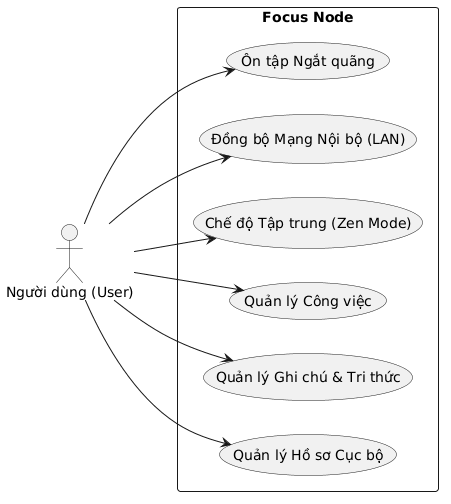 Focus Node
Ôn tập Ngắt quãng
Đồng bộ Mạng Nội bộ (LAN)
Chế độ Tập trung (Zen Mode)
Người dùng (User)
Quản lý Công việc
Quản lý Ghi chú & Tri thức
Quản lý Hồ sơ Cục bộ